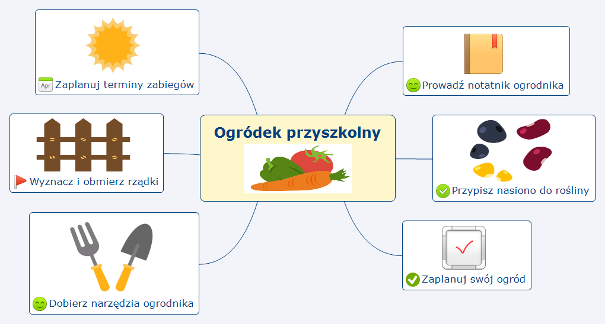 Zaplanuj terminy zabiegów
Apr
Wyznacz i obmierz rządki
Dobierz narzędzia ogrodnika
Ogródek przyszkolny
Prowadź notatnik ogrodnika
Przypisz nasiono do rośliny
Zaplanuj swój ogród